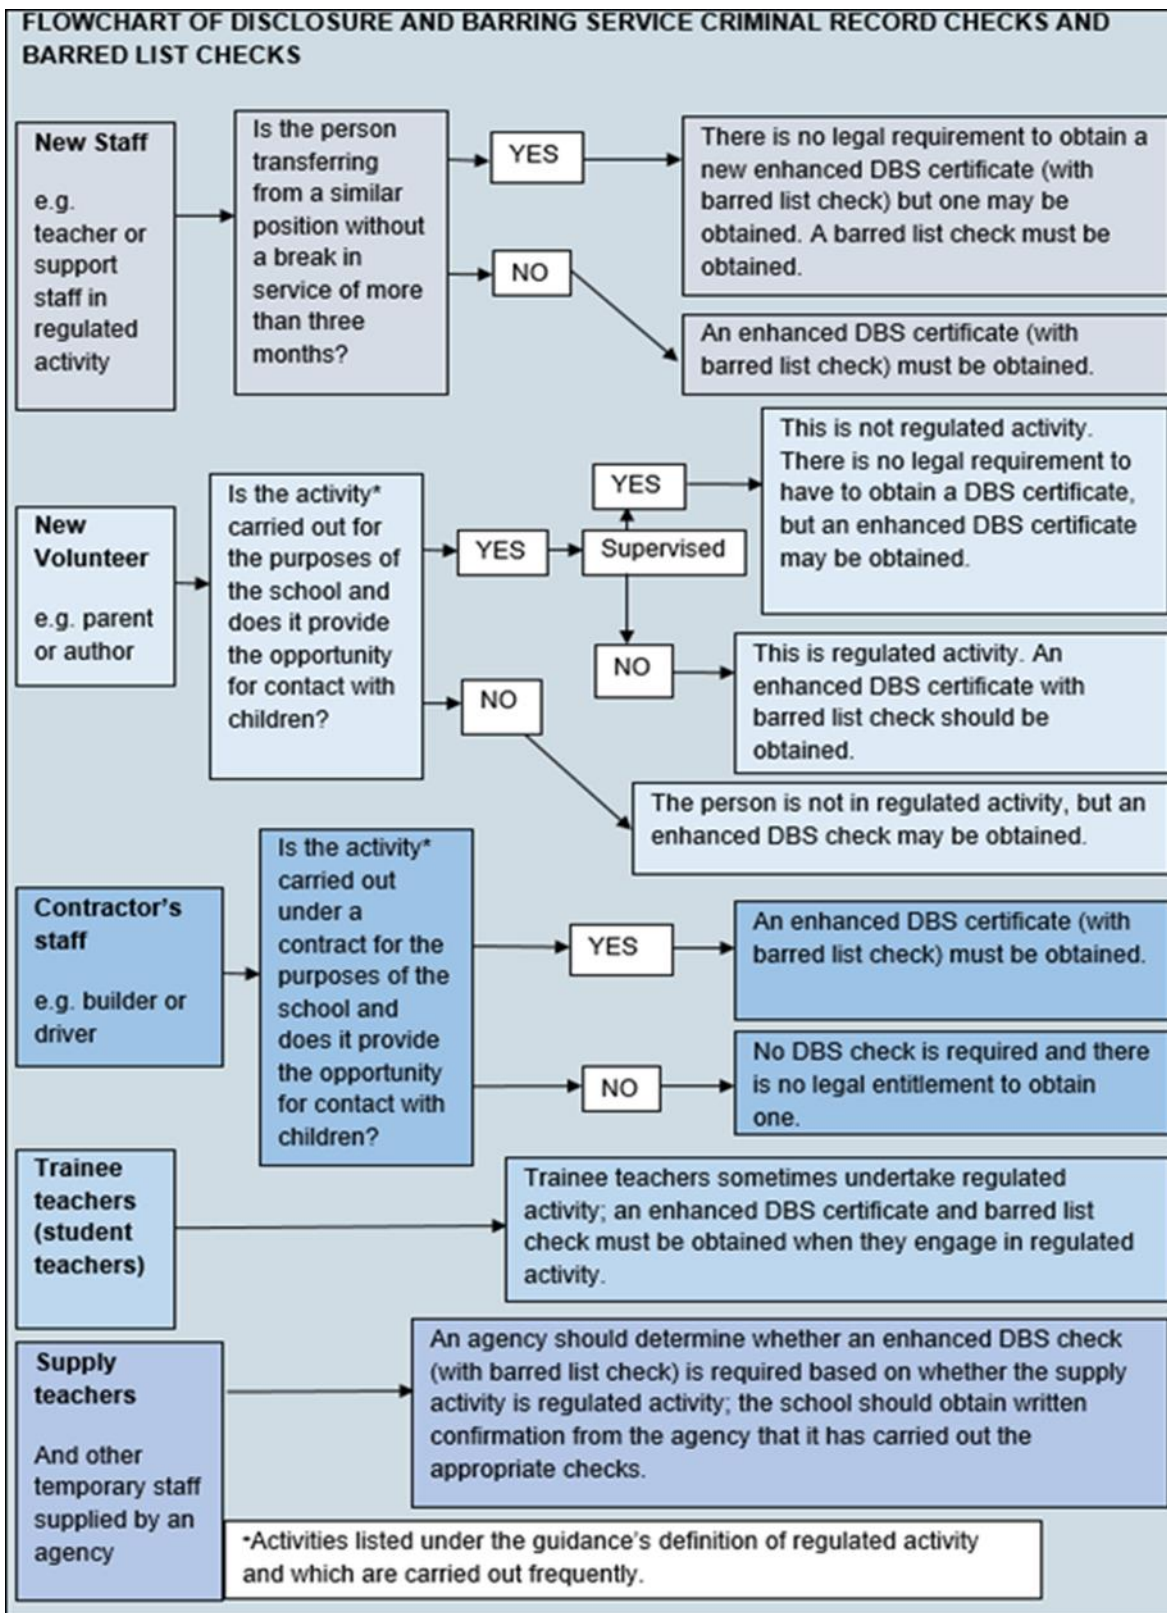 FLOWCHART OF DISCLOSURE AND BARRING SERVICE CRIMINAL RECORD CHECKS AND
BARRED LIST CHECKS
New Staff
e.g.
teacher or
support
staff in
regulated
activity
Is the person
transferring
from a similar
position without
a break in
service of more
than three
months?
YES
There is no legal requirement to obtain a
new enhanced DBS certificate (with
barred list check) but one may be
obtained. A barred list check must be
obtained.
NO
An enhanced DBS certificate (with
barred list check) must be obtained.
New
Volunteer
e.g. parent
or author
Is the activity*
carried out for
the purposes of
the school and
does it provide
the opportunity
for contact with
children?
YES
Supervised
YES
This is not regulated activity.
There is no legal requirement to
have to obtain a DBS certificate,
but an enhanced DBS certificate
may be obtained.
NO
This is regulated activity. An
enhanced DBS certificate with
barred list check should be
obtained.
NO
The person is not in regulated activity, but an
enhanced DBS check may be obtained.
Contractor's
staff
e.g. builder or
driver
Is the activity*
carried out
under a
contract for the
purposes of the
school and
does it provide
the opportunity
for contact with
children?
YES
An enhanced DBS certificate (with
barred list check) must be obtained.
NO
No DBS check is required and there
is no legal entitlement to obtain
one.
Trainee
teachers
(student
teachers)
Trainee teachers sometimes undertake regulated
activity; an enhanced DBS certificate and barred list
check must be obtained when they engage in regulated
activity.
Supply
teachers
And other
temporary staff
supplied by an
agency
An agency should determine whether an enhanced DBS check
(with barred list check) is required based on whether the supply
activity is regulated activity; the school should obtain written
confirmation from the agency that it has carried out the
appropriate checks.
*Activities listed under the guidance's definition of regulated activity
and which are carried out frequently.